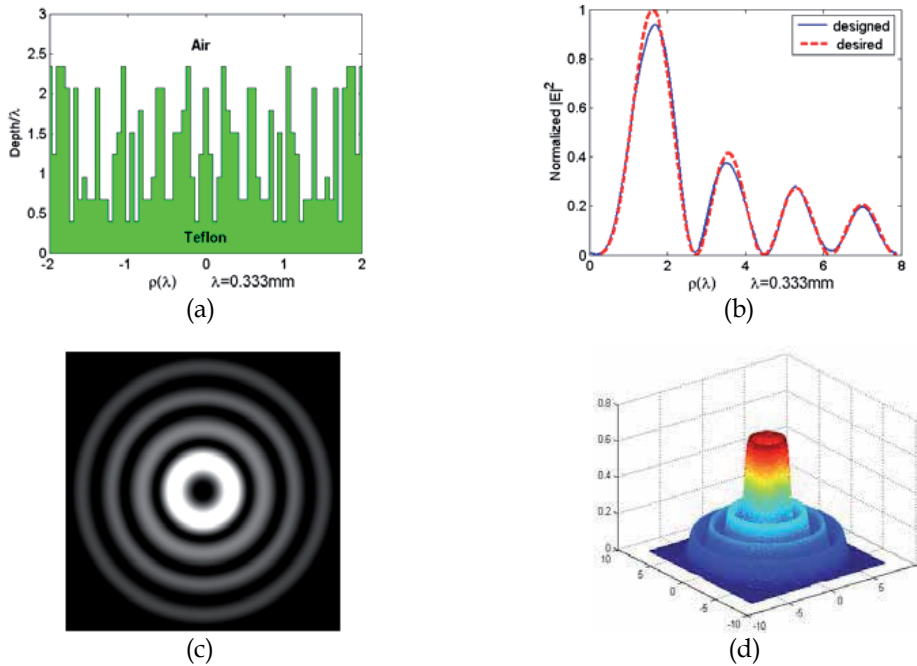 3
2.5
2
1.5
1
0.5
0
Depth/λ
Air
Teflon
-2 -1 0 1 2
ρ(λ) λ=0.333mm
(a)
1
0.8
0.6
0.4
0.2
0
Normalized |E|²
designed
desired
0 2 4 6 8
ρ(λ) λ=0.333mm
(b)
(c)
0.8
0.6
0.4
0.2
0
10
5
0
-5
-10
-10
-5
0
5
(d)